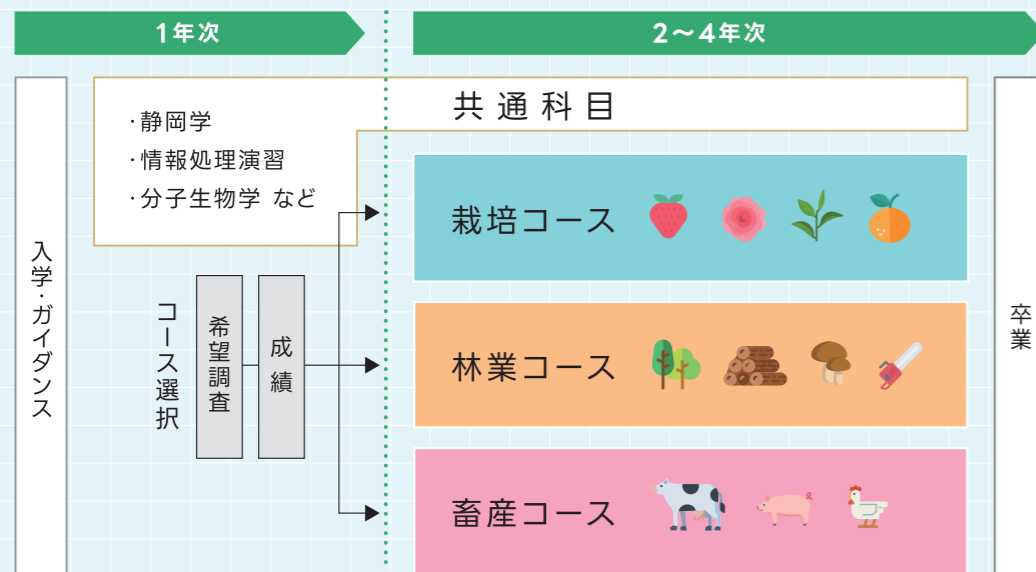 1年次
2〜4年次
入学・ガイダンス
共通科目
・静岡学
・情報処理演習
・分子生物学 など
コース選択
希望調査
成績
栽培コース
林業コース
畜産コース
卒業